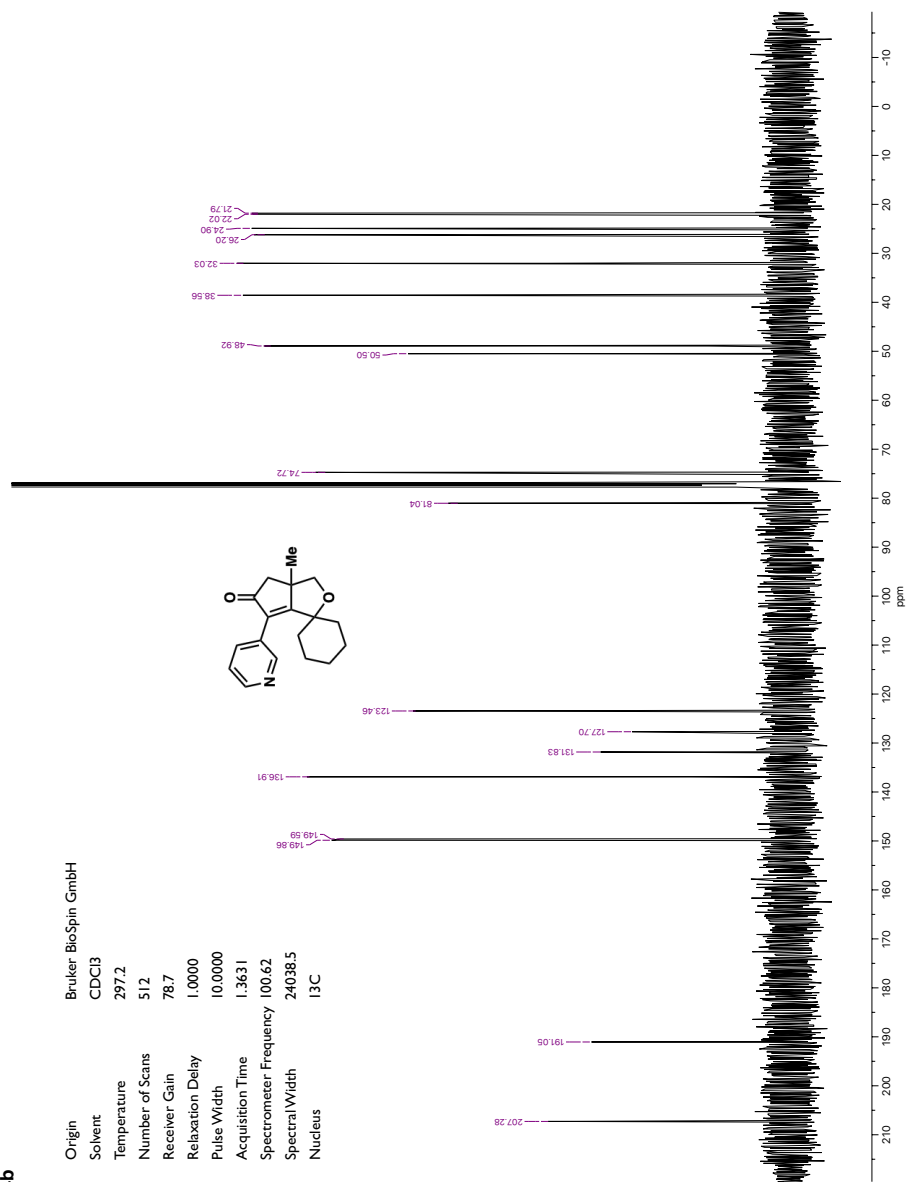 b
Origin Bruker BioSpin GmbH
Solvent CDCl3
Temperature 297.2
Number of Scans 512
Receiver Gain 78.7
Relaxation Delay 1.0000
Pulse Width 10.0000
Acquisition Time 1.3631
Spectrometer Frequency 100.62
Spectral Width 24038.5
Nucleus 13C
207.28
191.05
149.86
149.59
136.91
131.83
127.70
123.46
81.04
74.72
50.50
48.92
38.56
32.03
26.20
24.90
22.02
21.79
O
Me
O
N
210 200 190 180 170 160 150 140 130 120 110 100 90 80 70 60 50 40 30 20 10 0 -10
ppm